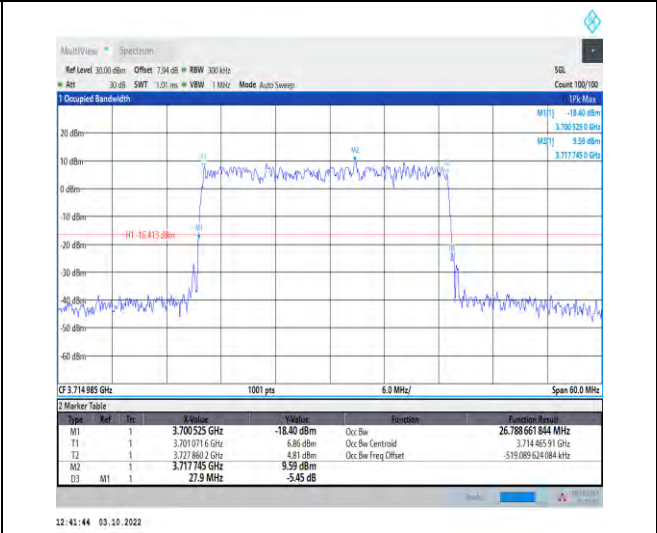 MultiView Spectrum
Ref Level 30.00 dBm Offset 7.94 dB RBW 300 kHz SGL
Att 30 dB SWT 1.01 ms VBW 1 MHz Mode Auto Sweep Count 100/100
1 Occupied Bandwidth 1Pk Max
M1[1] -18.40 dBm
3.700 525 0 GHz
M2[1] 9.59 dBm
3.717 745 0 GHz
20 dBm
M2
T1
10 dBm
0 dBm
-10 dBm
M1
H1 -16.413 dBm
-20 dBm
-30 dBm
-40 dBm
-50 dBm
-60 dBm
CF 3.714 985 GHz 1001 pts 6.0 MHz/ Span 60.0 MHz
2 Marker Table
Type Ref Trc X-Value Y-Value Function Function Result
M1 1 3.700 525 GHz -18.40 dBm Occ Bw 26.788 661 844 MHz
T1 1 3.701 071 6 GHz 6.86 dBm Occ Bw Centroid 3.714 465 91 GHz
T2 1 3.727 860 2 GHz 4.81 dBm Occ Bw Freq Offset -519.089 624 084 kHz
M2 1 3.717 745 GHz 9.59 dBm
D3 M1 1 27.9 MHz -5.45 dB
12:41:44 03.10.2022